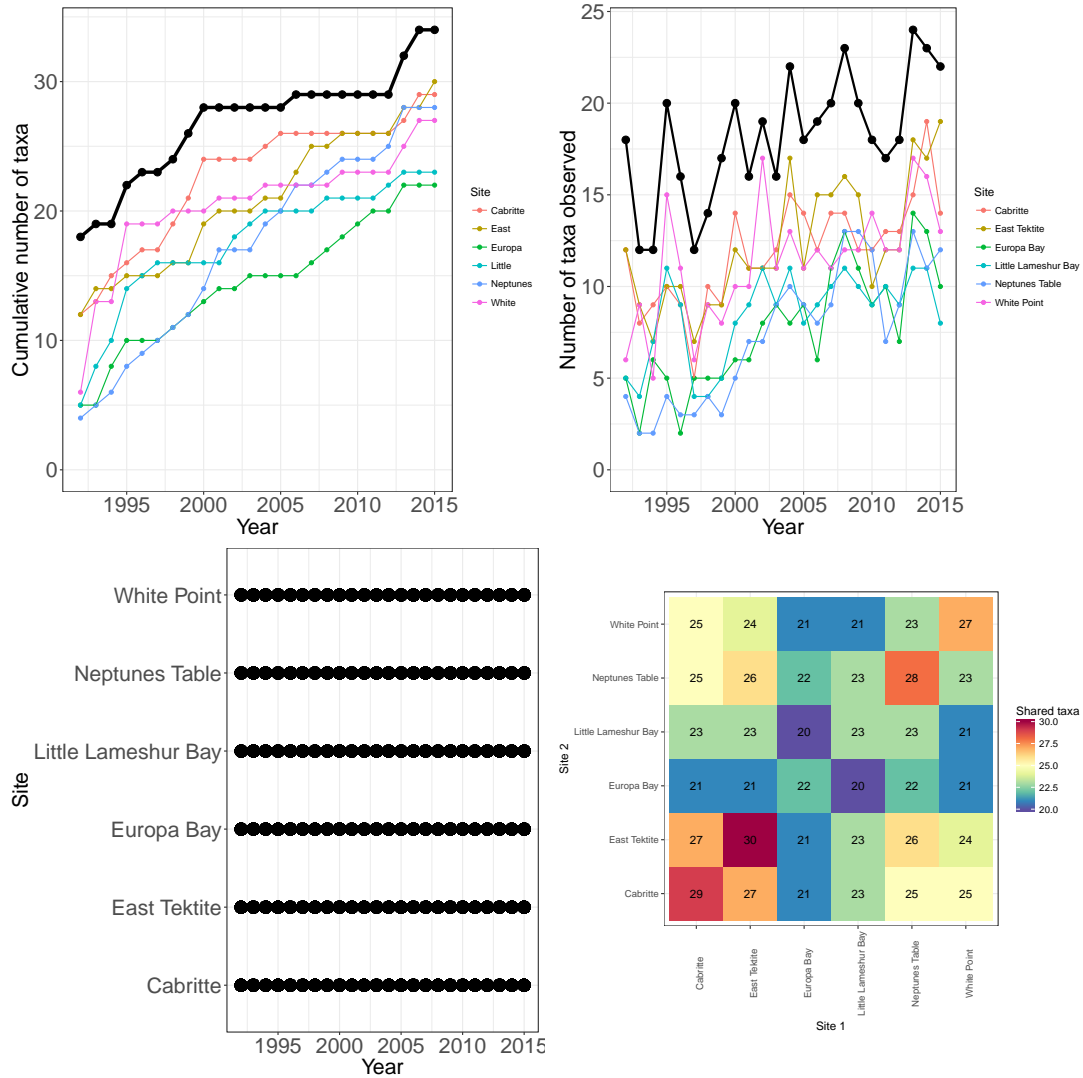 Cumulative number of taxa
30
20
10
0
1995 2000 2005 2010 2015
Year
Site
Cabritte
East
Europa
Little
Neptunes
White
Number of taxa observed
25
20
15
10
5
0
1995 2000 2005 2010 2015
Year
Site
Cabritte
East Tektite
Europa Bay
Little Lameshur Bay
Neptunes Table
White Point
Site
White Point
Neptunes Table
Little Lameshur Bay
Europa Bay
East Tektite
Cabritte
1995 2000 2005 2010 2015
Year
Site 2
White Point 25 24 21 21 23 27
Neptunes Table 25 26 22 23 28 23
Little Lameshur Bay 23 23 20 23 23 21
Europa Bay 21 21 22 20 22 21
East Tektite 27 30 21 23 26 24
Cabritte 29 27 21 23 25 25
Cabritte
East Tektite
Europa Bay
Little Lameshur Bay
Neptunes Table
White Point
Site 1
Shared taxa
30.0
27.5
25.0
22.5
20.0